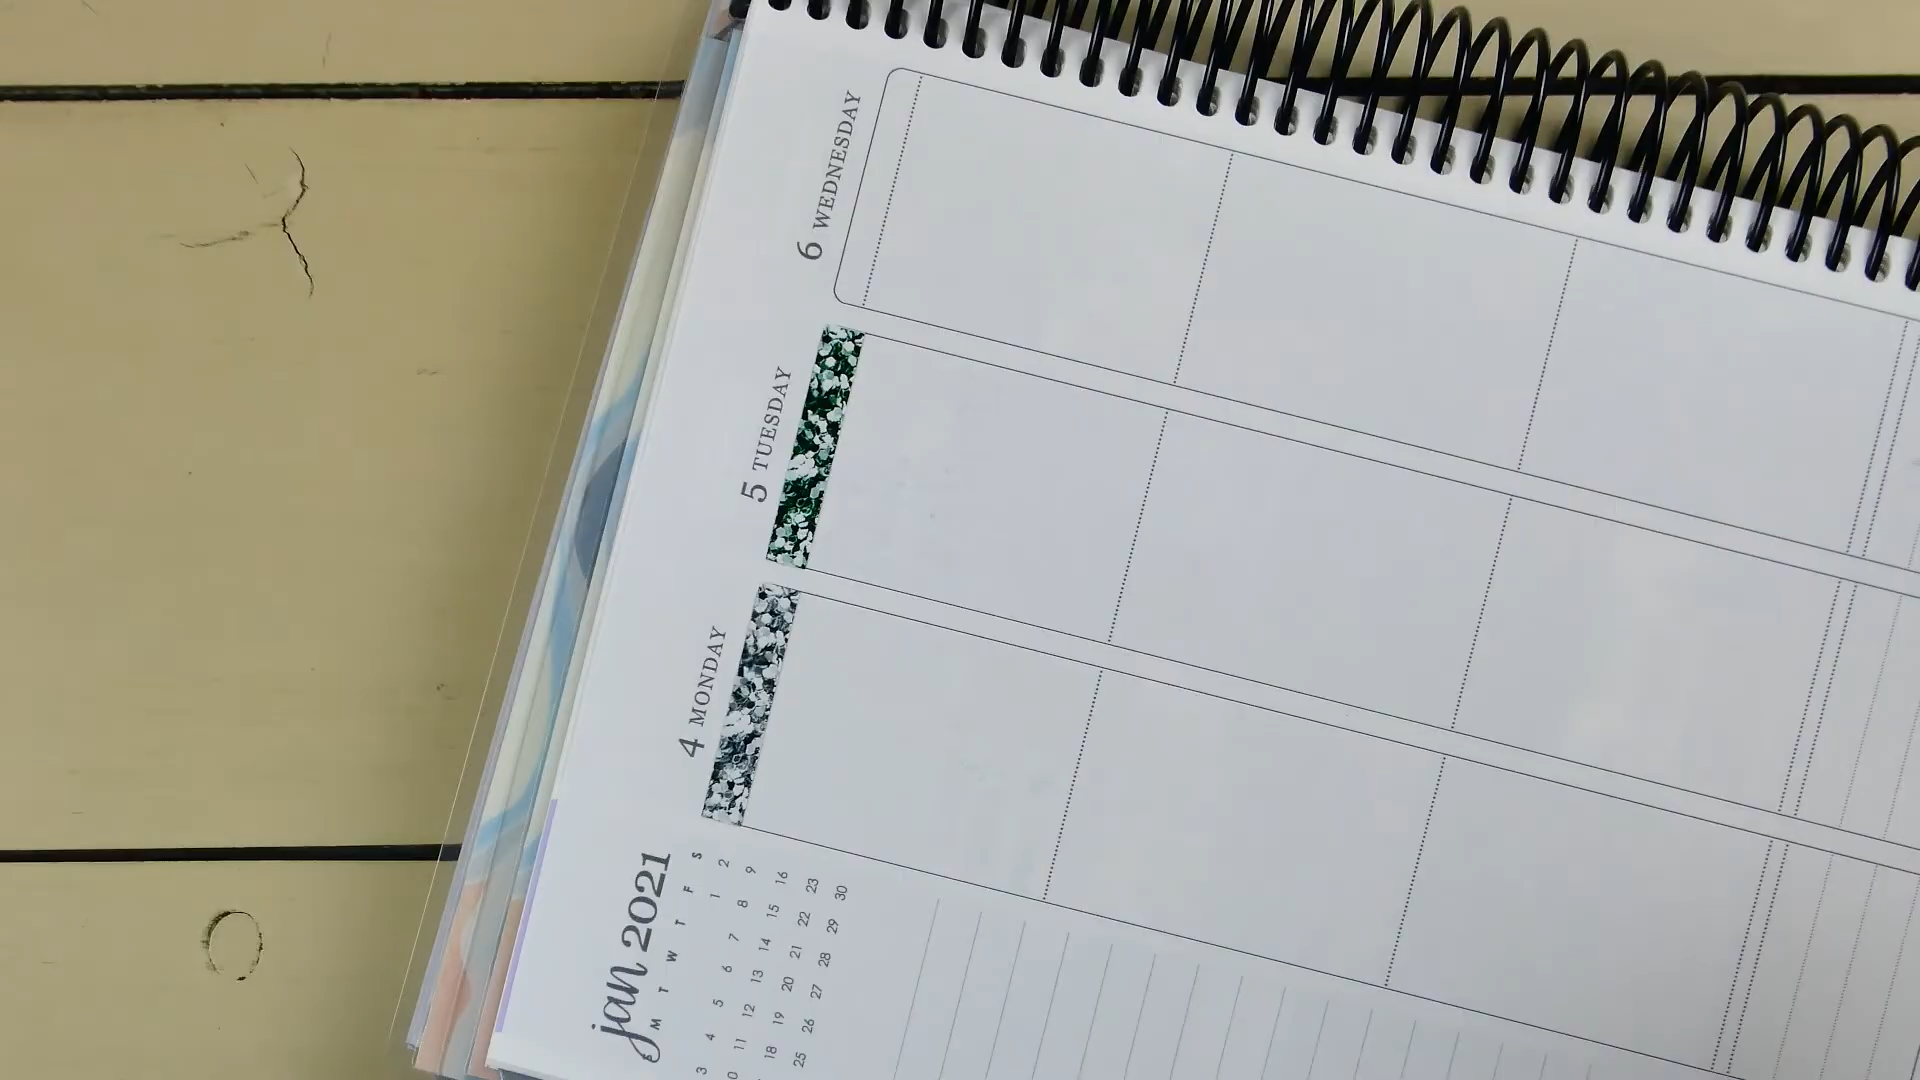 jan 2021
S M T W T F S
1 2
3 4 5 6 7 8 9
11 12 13 14 15 16
18 19 20 21 22 23
25 26 27 28 29 30
4 MONDAY
5 TUESDAY
6 WEDNESDAY